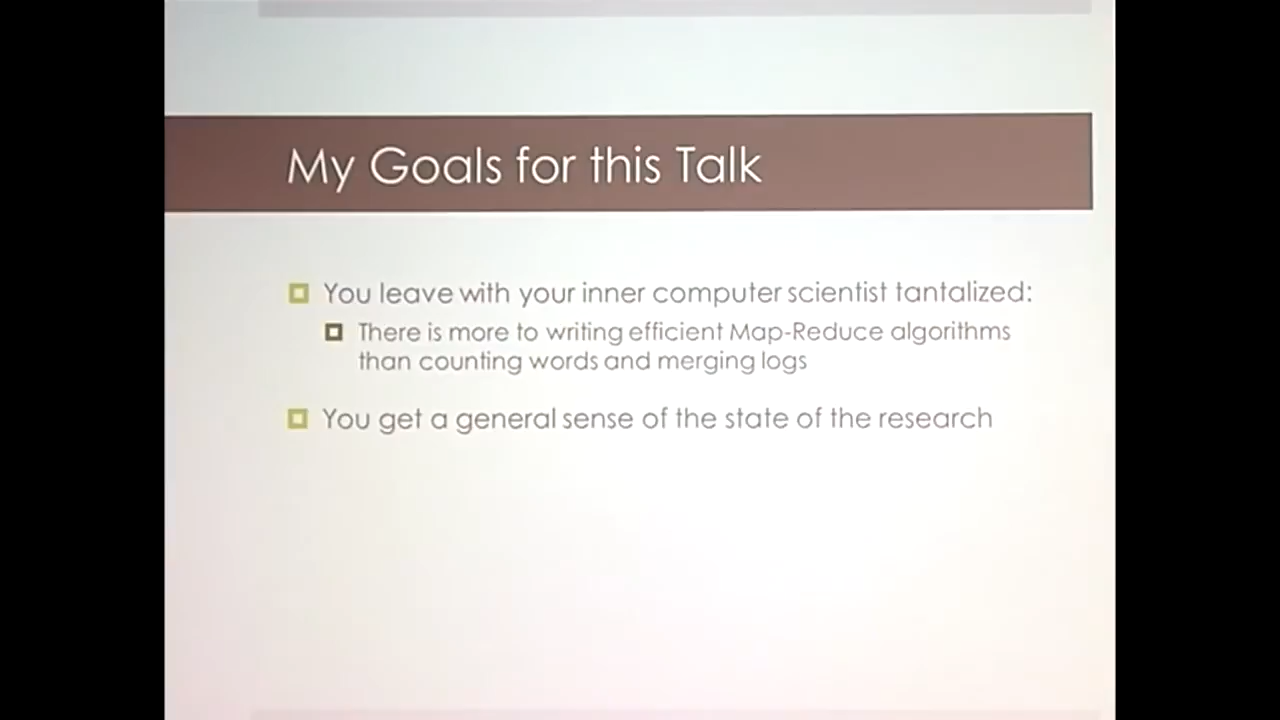 My Goals for this Talk
You leave with your inner computer scientist tantalized:
There is more to writing efficient Map-Reduce algorithms
than counting words and merging logs
You get a general sense of the state of the research